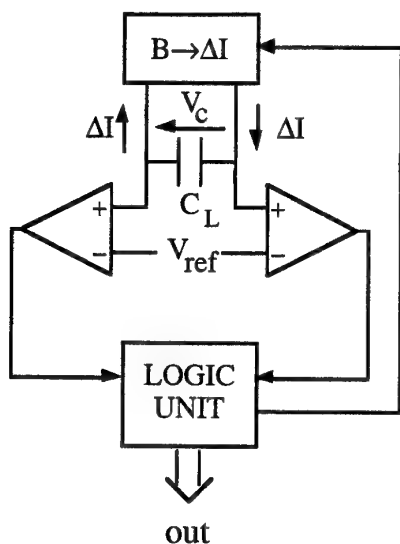 B→ΔI
V_c
ΔI
ΔI
+
C_L
+
−
V_ref
−
LOGIC
UNIT
out